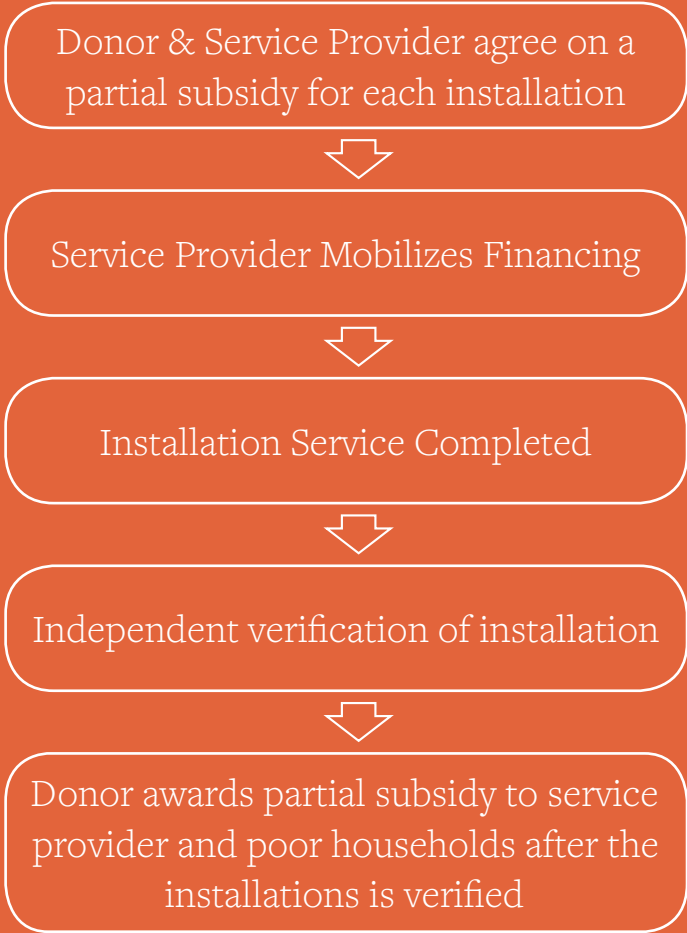 Donor & Service Provider agree on a
partial subsidy for each installation
Service Provider Mobilizes Financing
Installation Service Completed
Independent verification of installation
Donor awards partial subsidy to service
provider and poor households after the
installations is verified